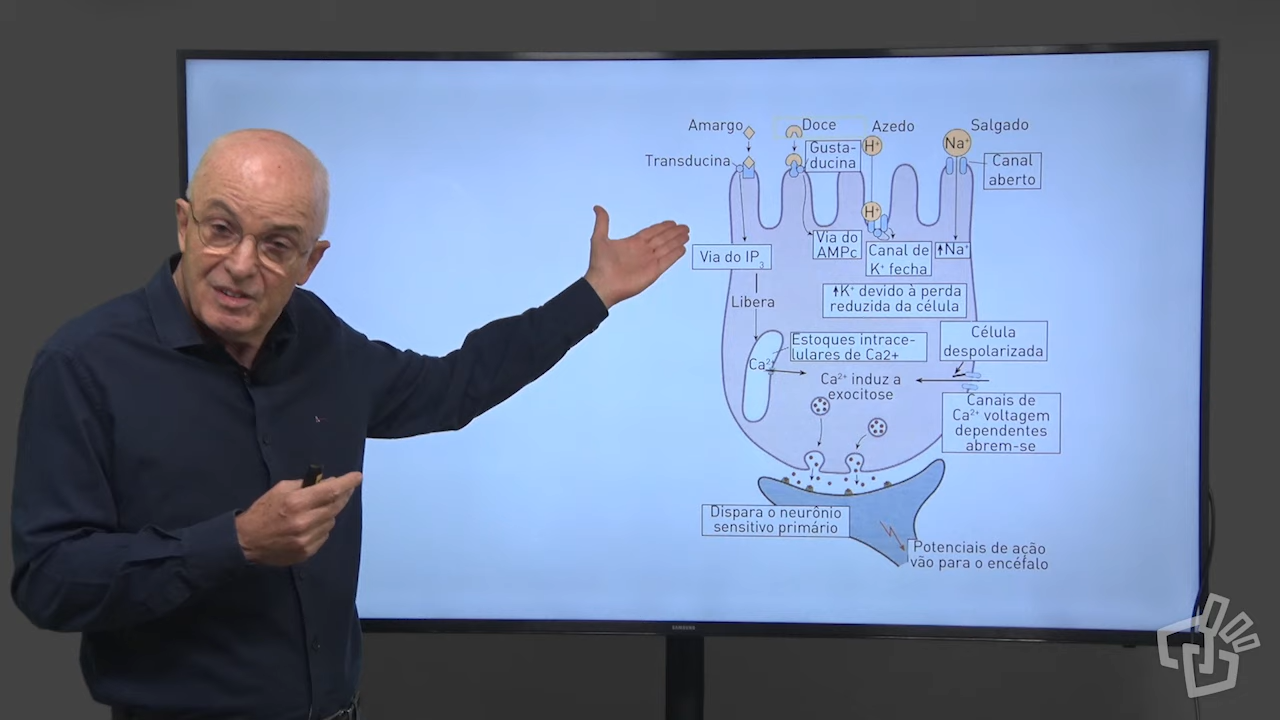 Amargo
Doce
Azedo
Salgado
Transducina
Gusta-
ducina
H⁺
Na⁺
Canal
aberto
H⁺
Via do IP₃
Via do
AMPc
Canal de
K⁺ fecha
↑Na⁺
↑K⁺ devido à perda
reduzida da célula
Libera
Estoques intrace-
lulares de Ca2+
Célula
despolarizada
Ca²⁺
Ca²⁺ induz a
exocitose
Canais de
Ca²⁺ voltagem
dependentes
abrem-se
Dispara o neurônio
sensitivo primário
Potenciais de ação
vão para o encéfalo
SAMSUNG